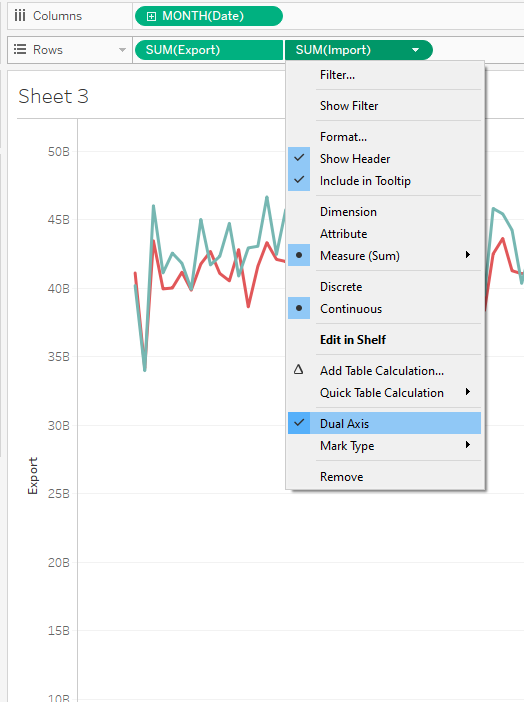 Columns
MONTH(Date)
Rows
SUM(Export)
SUM(Import)
Sheet 3
Filter...
Show Filter
Format...
Show Header
Include in Tooltip
Dimension
Attribute
Measure (Sum)
Discrete
Continuous
Edit in Shelf
Add Table Calculation...
Quick Table Calculation
Dual Axis
Mark Type
Remove
50B
45B
40B
35B
30B
25B
20B
15B
10B
Export